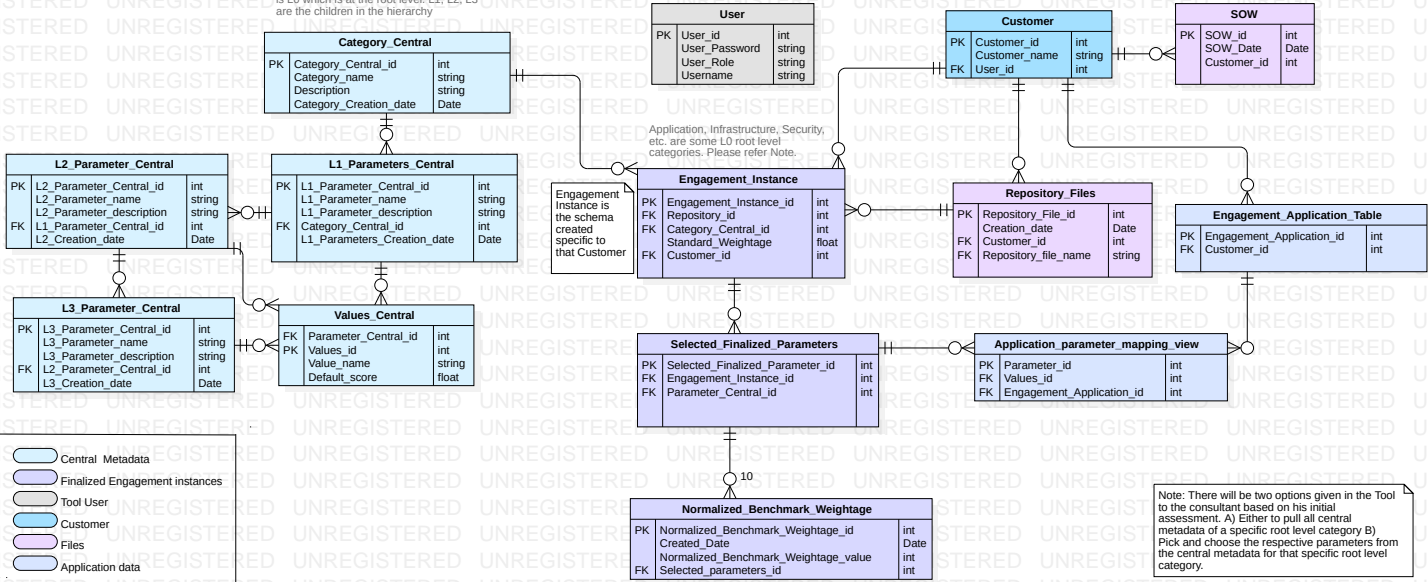 is L0 which is at the root level. L1, L2, L3
are the children in the hierarchy
Category_Central
PK Category_Central_id int
Category_name string
Description string
Category_Creation_date Date
User
PK User_id int
User_Password string
User_Role string
Username string
Customer
PK Customer_id int
Customer_name string
FK User_id int
SOW
PK SOW_id int
SOW_Date Date
Customer_id int
L2_Parameter_Central
PK L2_Parameter_Central_id int
L2_Parameter_name string
L2_Parameter_description string
FK L1_Parameter_Central_id int
L2_Creation_date Date
L1_Parameters_Central
PK L1_Parameter_Central_id int
L1_Parameter_name string
L1_Parameter_description string
FK Category_Central_id int
L1_Parameters_Creation_date Date
Application, Infrastructure, Security,
etc. are some L0 root level
categories. Please refer Note.
Engagement
Instance is
the schema
created
specific to
that Customer
Engagement_Instance
PK Engagement_Instance_id int
FK Repository_id int
FK Category_Central_id int
Standard_Weightage float
FK Customer_id int
Repository_Files
PK Repository_File_id int
Creation_date Date
FK Customer_id int
FK Repository_file_name string
Engagement_Application_Table
PK Engagement_Application_id int
FK Customer_id int
L3_Parameter_Central
PK L3_Parameter_Central_id int
L3_Parameter_name string
L3_Parameter_description string
FK L2_Parameter_Central_id int
L3_Creation_date Date
Values_Central
FK Parameter_Central_id int
PK Values_id int
Value_name string
Default_score float
Selected_Finalized_Parameters
PK Selected_Finalized_Parameter_id int
FK Engagement_Instance_id int
FK Parameter_Central_id int
Application_parameter_mapping_view
PK Parameter_id int
FK Values_id int
FK Engagement_Application_id int
10
Normalized_Benchmark_Weightage
PK Normalized_Benchmark_Weightage_id int
Created_Date Date
Normalized_Benchmark_Weightage_value int
FK Selected_parameters_id int
Central Metadata
Finalized Engagement instances
Tool User
Customer
Files
Application data
Note: There will be two options given in the Tool
to the consultant based on his initial
assessment. A) Either to pull all central
metadata of a specific root level category B)
Pick and choose the respective parameters from
the central metadata for that specific root level
category.
UNREGISTERED